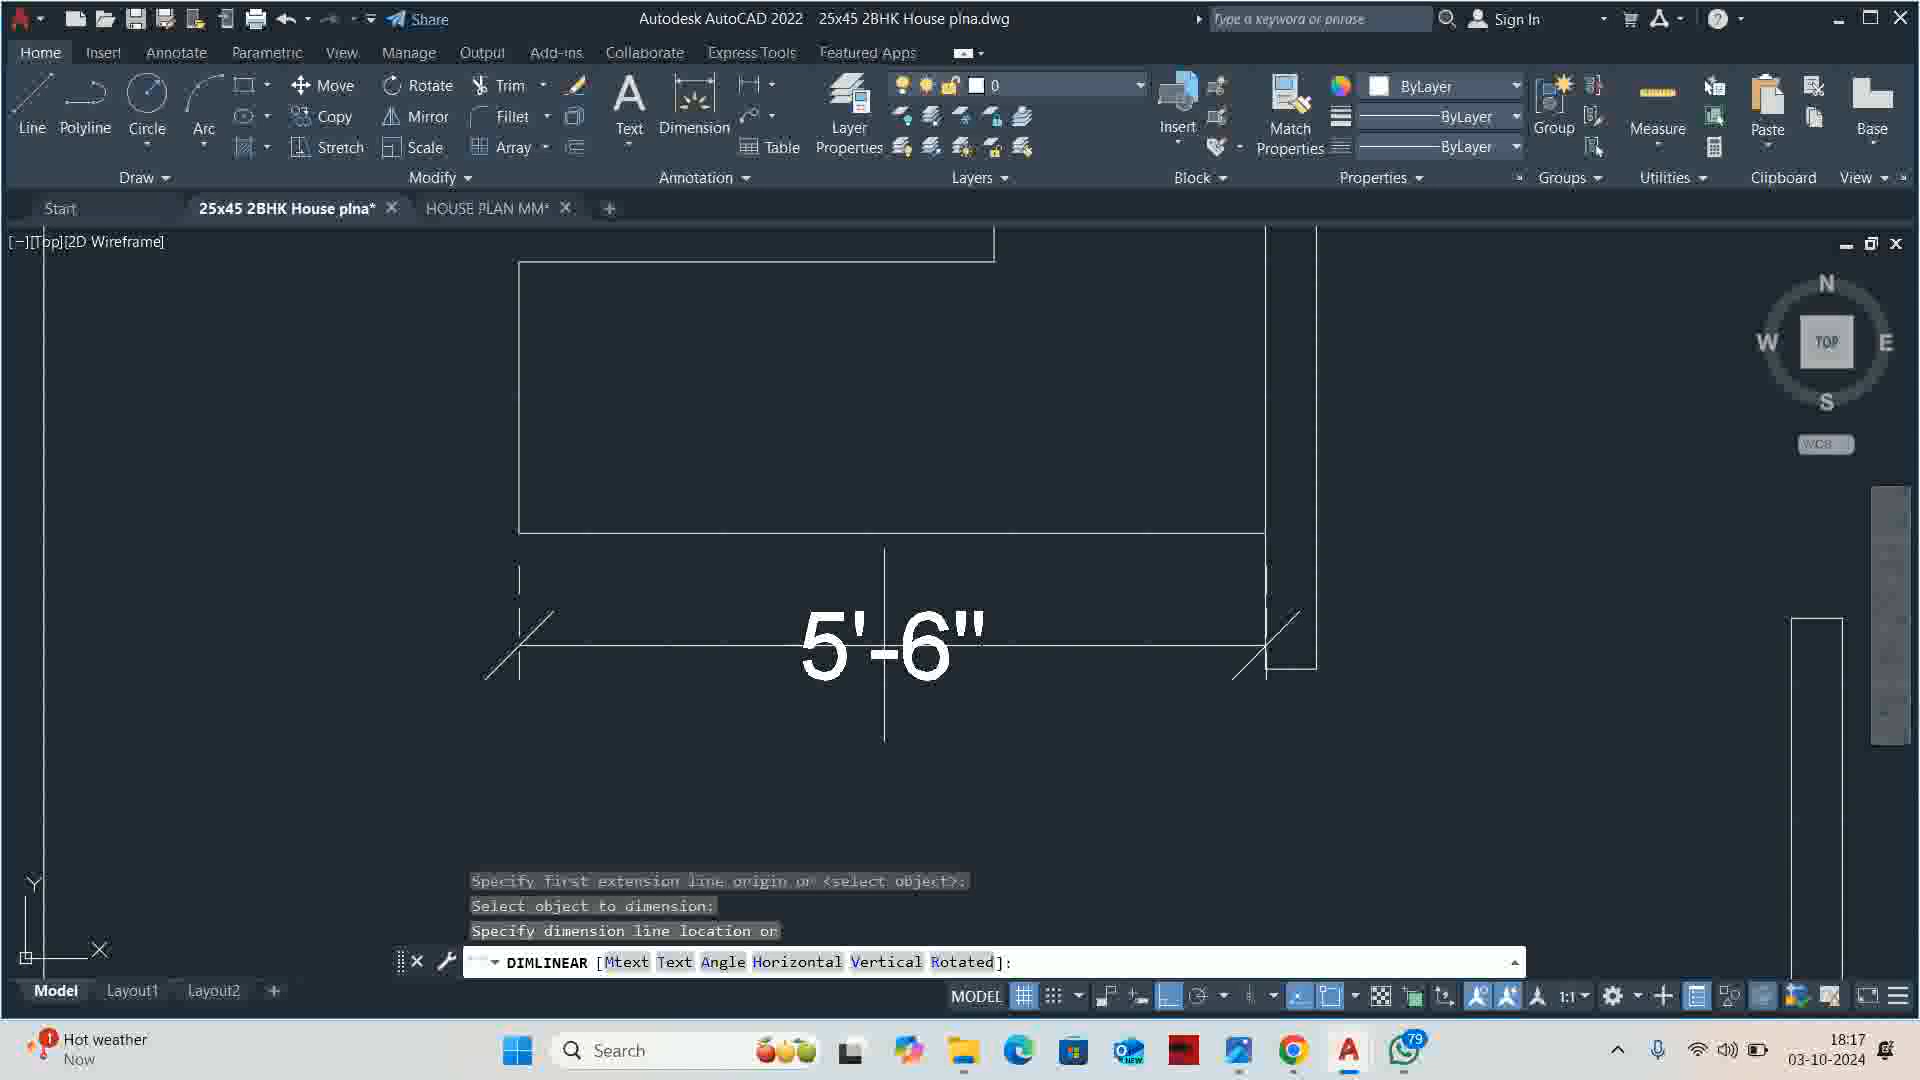 Share
Autodesk AutoCAD 2022 25x45 2BHK House plna.dwg
Type a keyword or phrase
Sign In
Home Insert Annotate Parametric View Manage Output Add-ins Collaborate Express Tools Featured Apps
Line Polyline Circle Arc
Move Rotate Trim
Copy Mirror Fillet
Stretch Scale Array
Text Dimension Table
Layer Properties
0
Insert
Match Properties
ByLayer
ByLayer
ByLayer
Group Measure Paste Base
Draw Modify Annotation Layers Block Properties Groups Utilities Clipboard View
Start 25x45 2BHK House plna* HOUSE PLAN MM*
[−][Top][2D Wireframe]
N
W TOP E
S
WCS
5'-6"
Y
X
Specify first extension line origin or <select object>:
Select object to dimension:
Specify dimension line location or
DIMLINEAR [Mtext Text Angle Horizontal Vertical Rotated]:
Model Layout1 Layout2
MODEL 1:1
Hot weather
Now
1
Search
NEW
79
18:17
03-10-2024